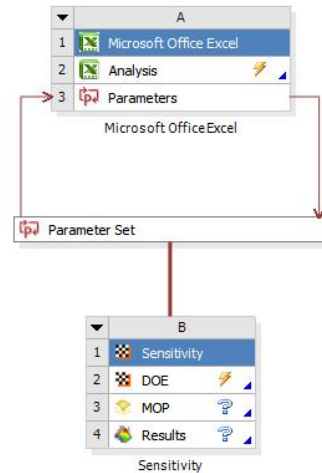 A
1 Microsoft Office Excel
2 Analysis
3 Parameters
Microsoft Office Excel
Parameter Set
B
1 Sensitivity
2 DOE
3 MOP
4 Results
Sensitivity